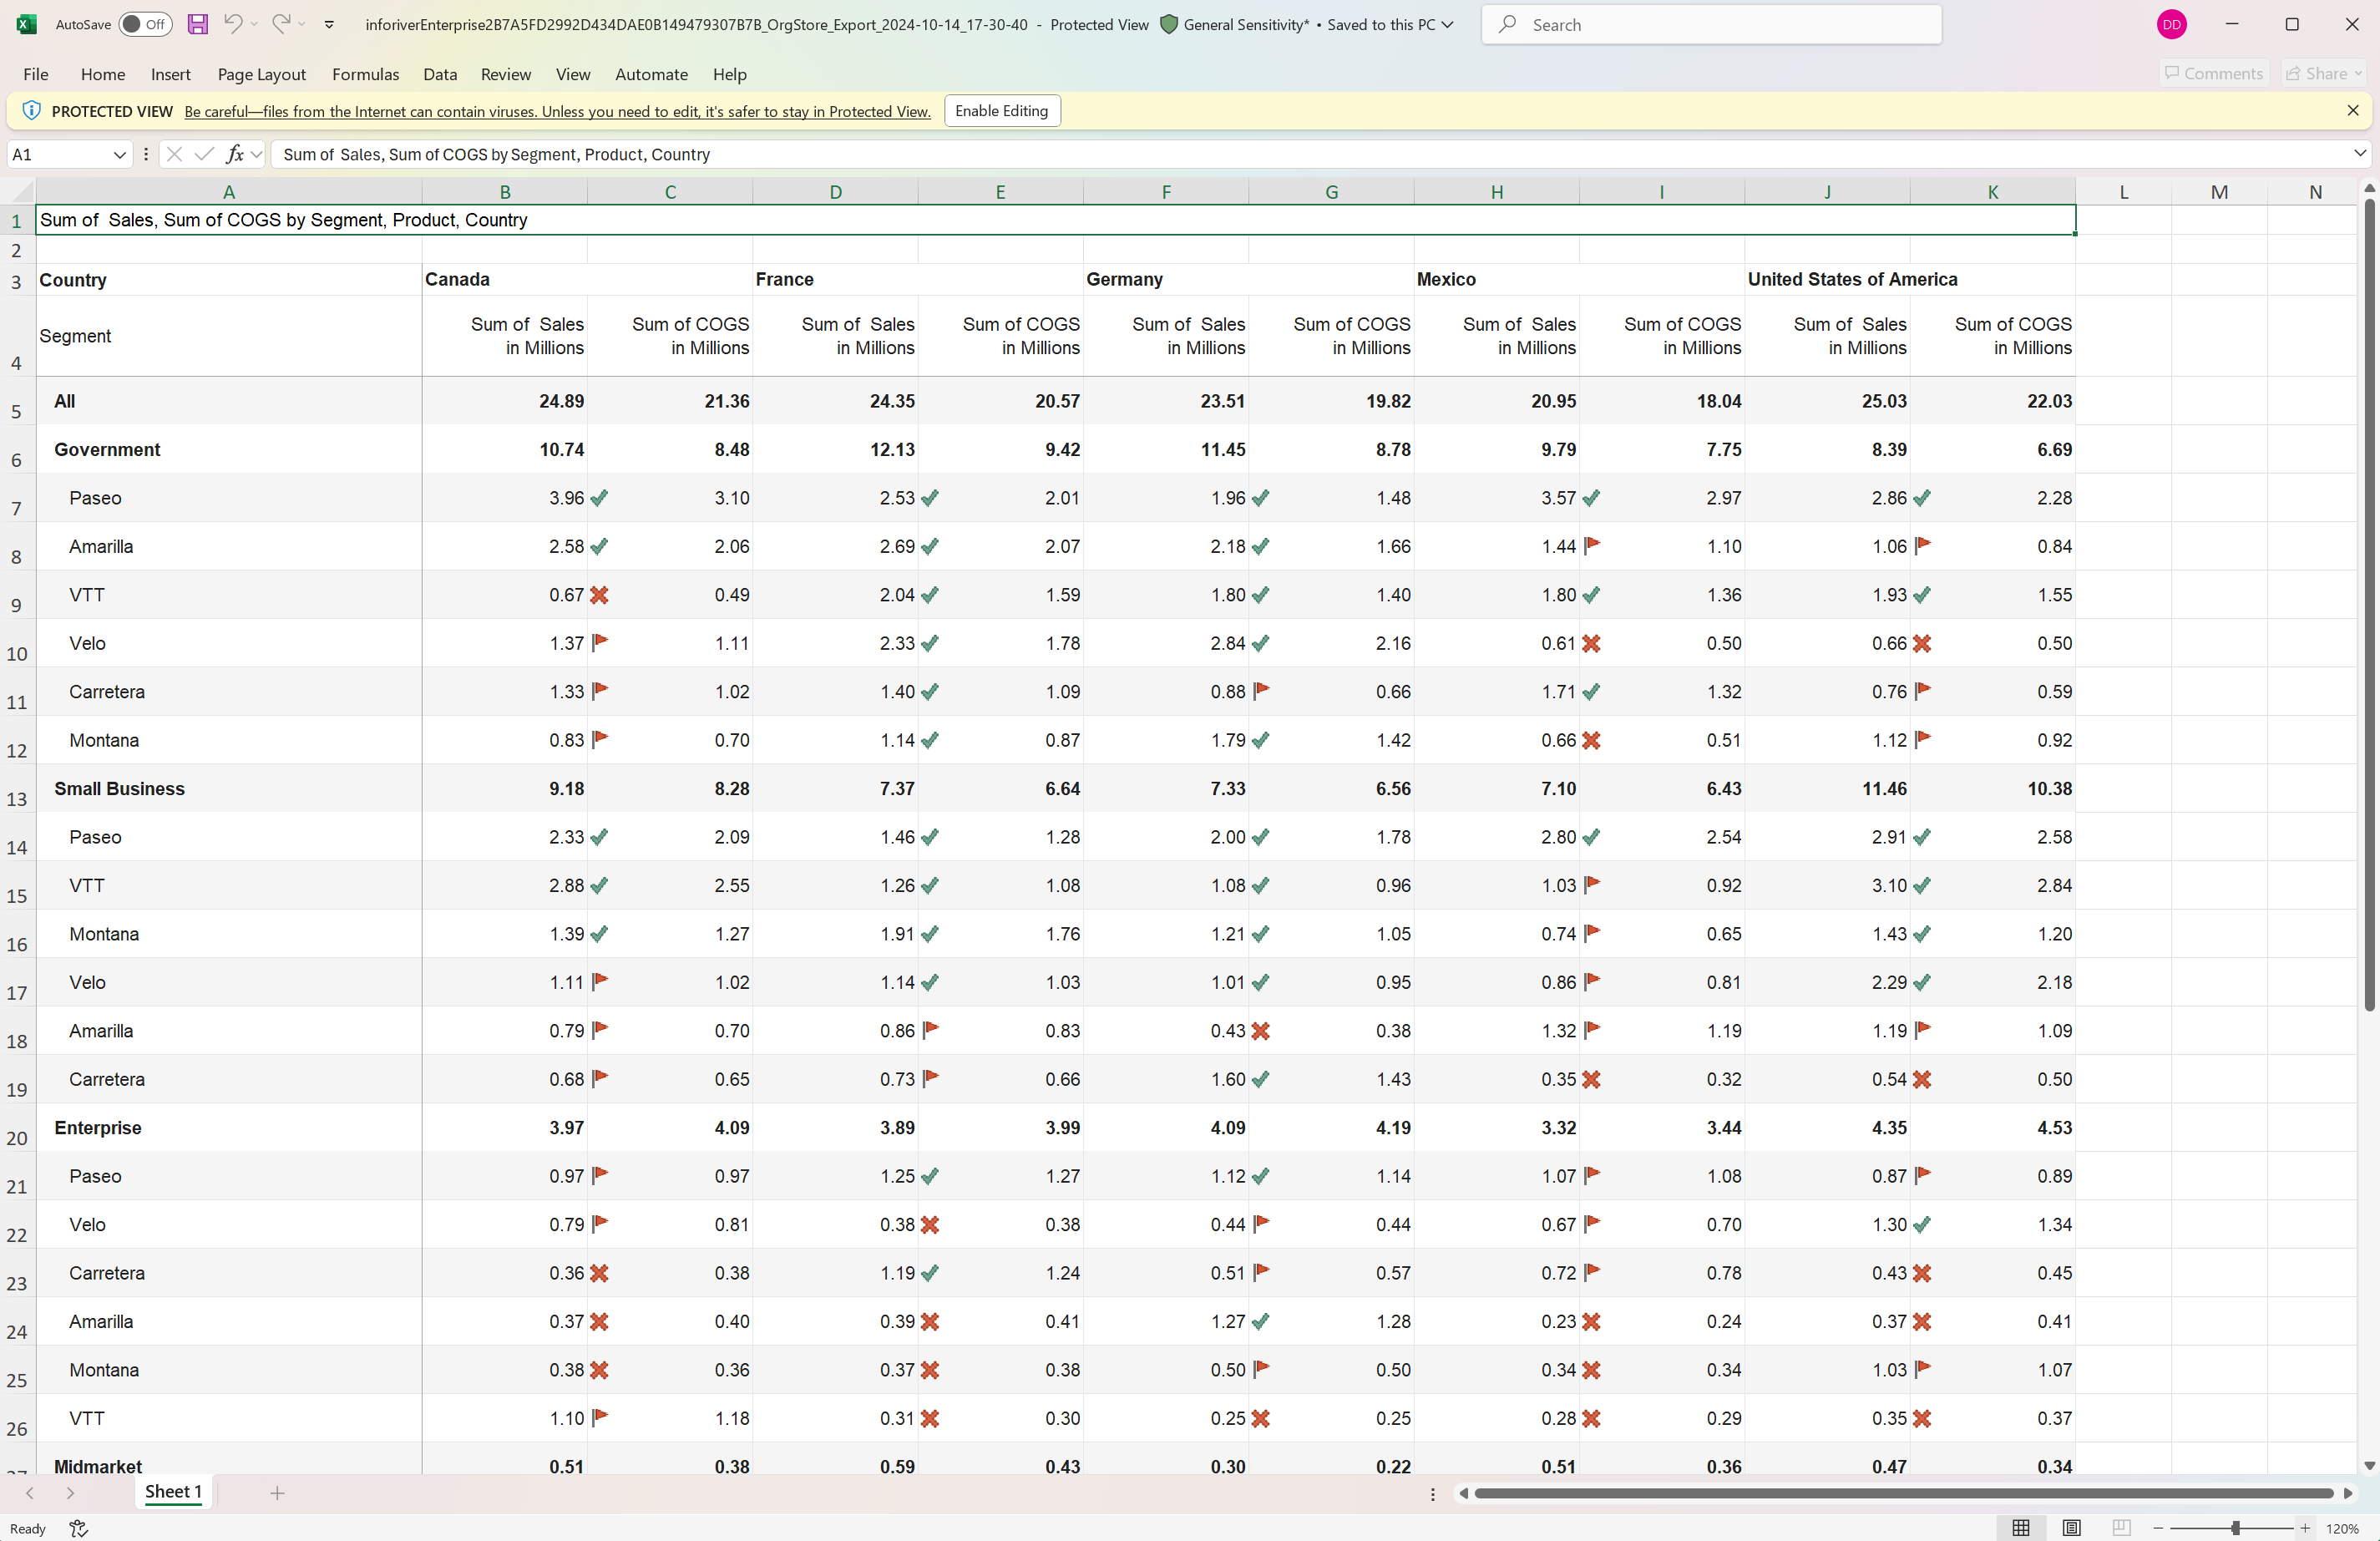 AutoSave Off inforiverEnterprise2B7A5FD2992D434DAE0B149479307B7B_OrgStore_Export_2024-10-14_17-30-40 - Protected View General Sensitivity* • Saved to this PC Search DD
File Home Insert Page Layout Formulas Data Review View Automate Help Comments Share
PROTECTED VIEW Be careful—files from the Internet can contain viruses. Unless you need to edit, it's safer to stay in Protected View. Enable Editing
A1 fx Sum of  Sales, Sum of COGS by Segment, Product, Country
A B C D E F G H I J K L M N
1 Sum of  Sales, Sum of COGS by Segment, Product, Country
2
3 Country Canada France Germany Mexico United States of America
Sum of  Sales Sum of COGS Sum of  Sales Sum of COGS Sum of  Sales Sum of COGS Sum of  Sales Sum of COGS Sum of  Sales Sum of COGS
Segment
in Millions in Millions in Millions in Millions in Millions in Millions in Millions in Millions in Millions in Millions
4
5 All 24.89 21.36 24.35 20.57 23.51 19.82 20.95 18.04 25.03 22.03
6 Government 10.74 8.48 12.13 9.42 11.45 8.78 9.79 7.75 8.39 6.69
7 Paseo 3.96 3.10 2.53 2.01 1.96 1.48 3.57 2.97 2.86 2.28
8 Amarilla 2.58 2.06 2.69 2.07 2.18 1.66 1.44 1.10 1.06 0.84
9 VTT 0.67 0.49 2.04 1.59 1.80 1.40 1.80 1.36 1.93 1.55
10 Velo 1.37 1.11 2.33 1.78 2.84 2.16 0.61 0.50 0.66 0.50
11 Carretera 1.33 1.02 1.40 1.09 0.88 0.66 1.71 1.32 0.76 0.59
12 Montana 0.83 0.70 1.14 0.87 1.79 1.42 0.66 0.51 1.12 0.92
13 Small Business 9.18 8.28 7.37 6.64 7.33 6.56 7.10 6.43 11.46 10.38
14 Paseo 2.33 2.09 1.46 1.28 2.00 1.78 2.80 2.54 2.91 2.58
15 VTT 2.88 2.55 1.26 1.08 1.08 0.96 1.03 0.92 3.10 2.84
16 Montana 1.39 1.27 1.91 1.76 1.21 1.05 0.74 0.65 1.43 1.20
17 Velo 1.11 1.02 1.14 1.03 1.01 0.95 0.86 0.81 2.29 2.18
18 Amarilla 0.79 0.70 0.86 0.83 0.43 0.38 1.32 1.19 1.19 1.09
19 Carretera 0.68 0.65 0.73 0.66 1.60 1.43 0.35 0.32 0.54 0.50
20 Enterprise 3.97 4.09 3.89 3.99 4.09 4.19 3.32 3.44 4.35 4.53
21 Paseo 0.97 0.97 1.25 1.27 1.12 1.14 1.07 1.08 0.87 0.89
22 Velo 0.79 0.81 0.38 0.38 0.44 0.44 0.67 0.70 1.30 1.34
23 Carretera 0.36 0.38 1.19 1.24 0.51 0.57 0.72 0.78 0.43 0.45
24 Amarilla 0.37 0.40 0.39 0.41 1.27 1.28 0.23 0.24 0.37 0.41
25 Montana 0.38 0.36 0.37 0.38 0.50 0.50 0.34 0.34 1.03 1.07
26 VTT 1.10 1.18 0.31 0.30 0.25 0.25 0.28 0.29 0.35 0.37
Midmarket 0.51 0.38 0.59 0.43 0.30 0.22 0.51 0.36 0.47 0.34
Sheet 1
Ready 120%